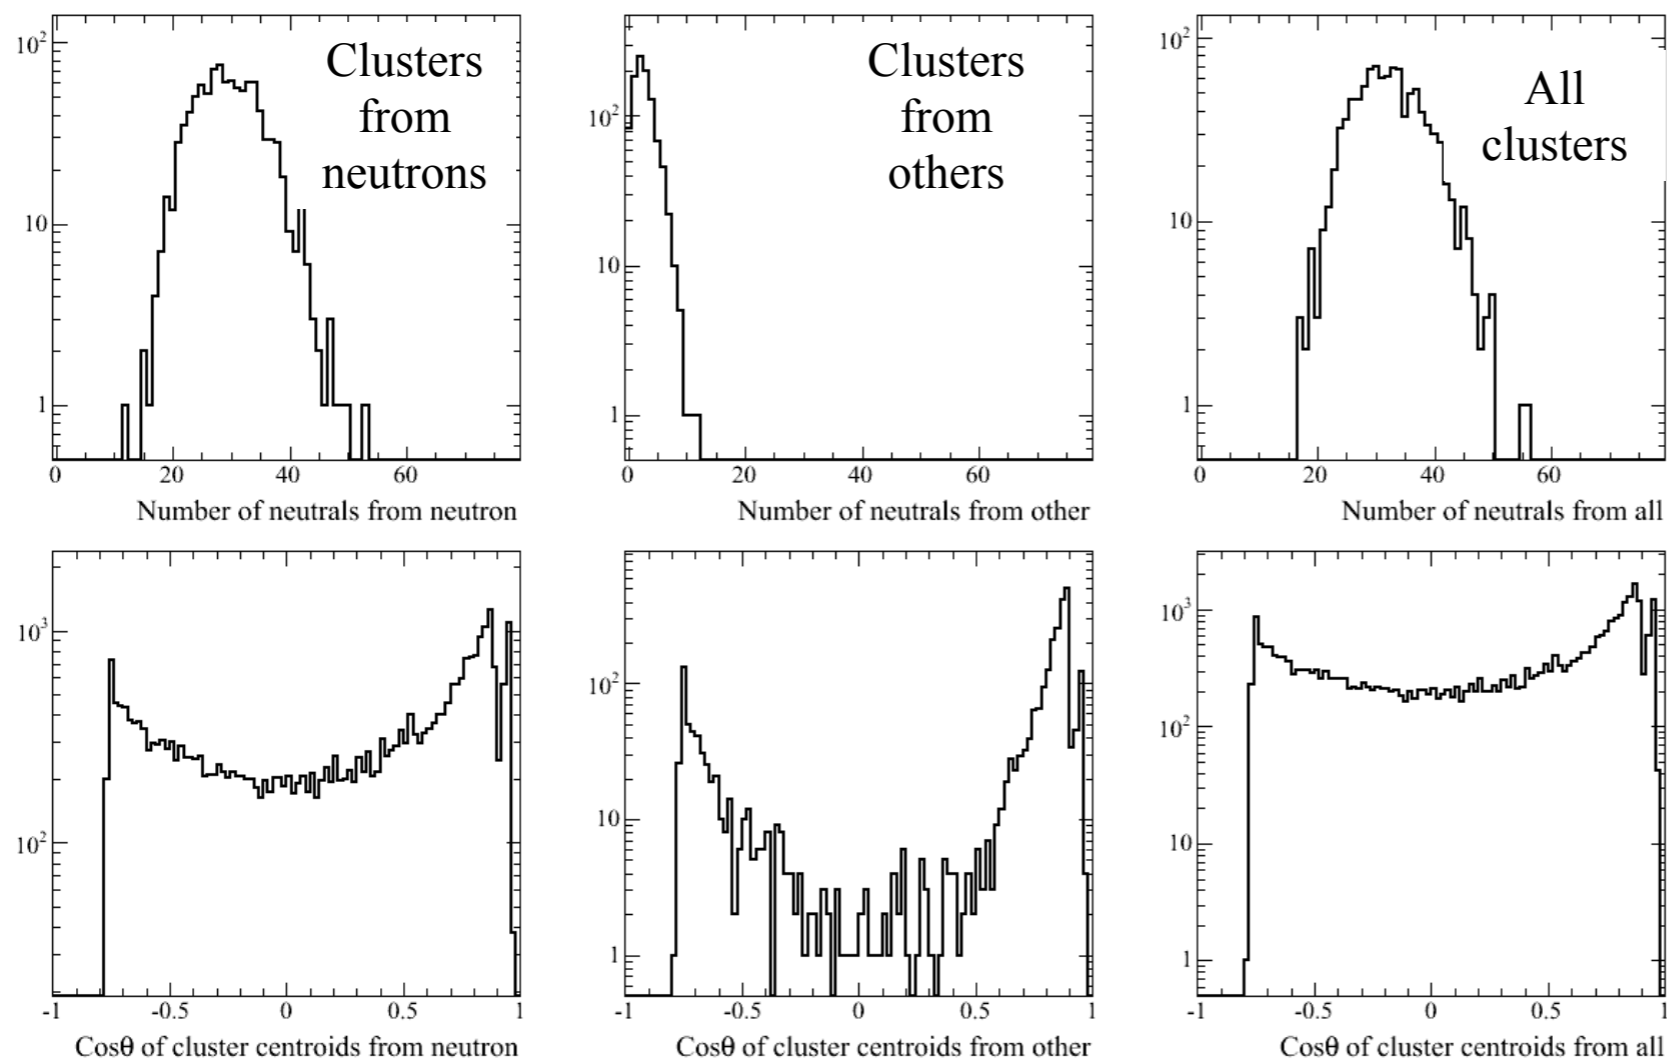 10²
10
1
0 20 40 60
Clusters
from
neutrons
Number of neutrals from neutron
10²
10
1
0 20 40 60
Clusters
from
others
Number of neutrals from other
10²
10
1
0 20 40 60
All
clusters
Number of neutrals from all
10³
10²
-1 -0.5 0 0.5 1
Cosθ of cluster centroids from neutron
10²
10
1
-1 -0.5 0 0.5 1
Cosθ of cluster centroids from other
10³
10²
10
1
-1 -0.5 0 0.5 1
Cosθ of cluster centroids from all